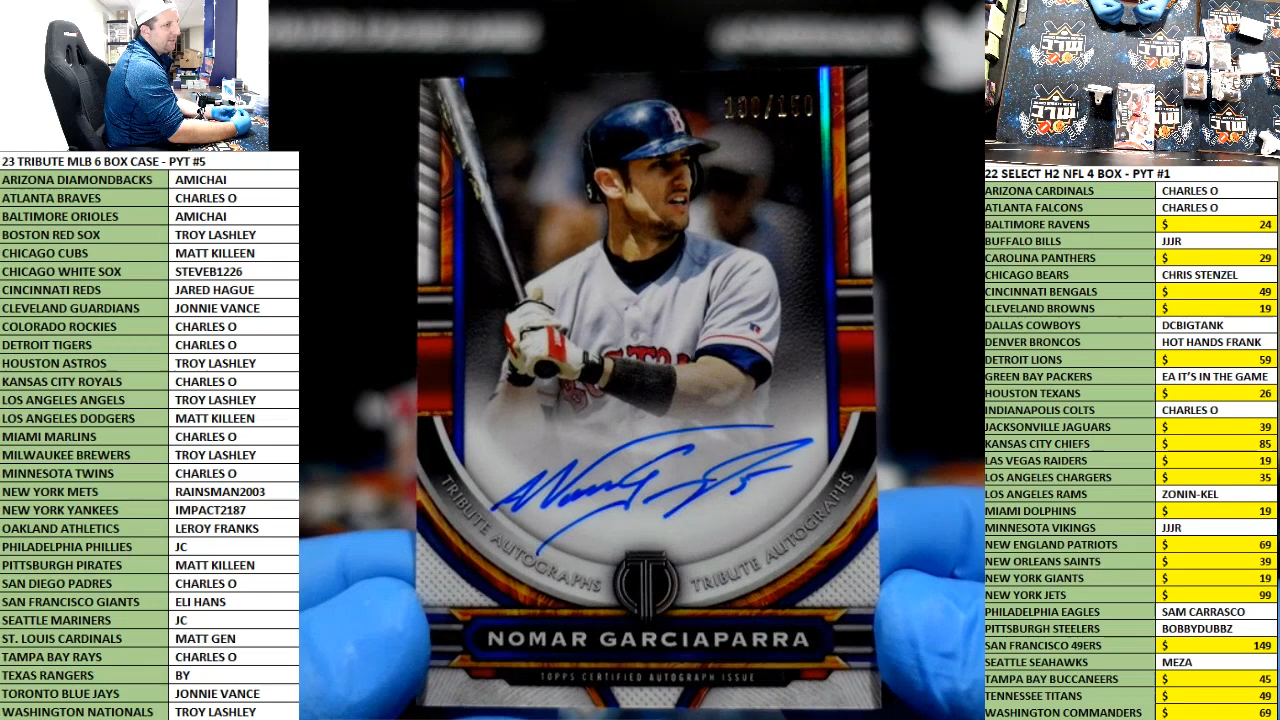 23 TRIBUTE MLB 6 BOX CASE - PYT #5
ARIZONA DIAMONDBACKS AMICHAI
ATLANTA BRAVES CHARLES O
BALTIMORE ORIOLES AMICHAI
BOSTON RED SOX TROY LASHLEY
CHICAGO CUBS MATT KILLEEN
CHICAGO WHITE SOX STEVEB1226
CINCINNATI REDS JARED HAGUE
CLEVELAND GUARDIANS JONNIE VANCE
COLORADO ROCKIES CHARLES O
DETROIT TIGERS CHARLES O
HOUSTON ASTROS TROY LASHLEY
KANSAS CITY ROYALS CHARLES O
LOS ANGELES ANGELS TROY LASHLEY
LOS ANGELES DODGERS MATT KILLEEN
MIAMI MARLINS CHARLES O
MILWAUKEE BREWERS TROY LASHLEY
MINNESOTA TWINS CHARLES O
NEW YORK METS RAINSMAN2003
NEW YORK YANKEES IMPACT2187
OAKLAND ATHLETICS LEROY FRANKS
PHILADELPHIA PHILLIES JC
PITTSBURGH PIRATES MATT KILLEEN
SAN DIEGO PADRES CHARLES O
SAN FRANCISCO GIANTS ELI HANS
SEATTLE MARINERS JC
ST. LOUIS CARDINALS MATT GEN
TAMPA BAY RAYS CHARLES O
TEXAS RANGERS BY
TORONTO BLUE JAYS JONNIE VANCE
WASHINGTON NATIONALS TROY LASHLEY
B
TRIBUTE AUTOGRAPHS
TRIBUTE AUTOGRAPHS
NOMAR GARCIAPARRA
TOPPS CERTIFIED AUTOGRAPH ISSUE
22 SELECT H2 NFL 4 BOX - PYT #1
ARIZONA CARDINALS CHARLES O
ATLANTA FALCONS CHARLES O
BALTIMORE RAVENS $ 24
BUFFALO BILLS JJJR
CAROLINA PANTHERS $ 29
CHICAGO BEARS CHRIS STENZEL
CINCINNATI BENGALS $ 49
CLEVELAND BROWNS $ 19
DALLAS COWBOYS DCBIGTANK
DENVER BRONCOS HOT HANDS FRANK
DETROIT LIONS $ 59
GREEN BAY PACKERS EA IT'S IN THE GAME
HOUSTON TEXANS $ 26
INDIANAPOLIS COLTS CHARLES O
JACKSONVILLE JAGUARS $ 39
KANSAS CITY CHIEFS $ 85
LAS VEGAS RAIDERS $ 19
LOS ANGELES CHARGERS $ 35
LOS ANGELES RAMS ZONIN-KEL
MIAMI DOLPHINS $ 19
MINNESOTA VIKINGS JJJR
NEW ENGLAND PATRIOTS $ 69
NEW ORLEANS SAINTS $ 39
NEW YORK GIANTS $ 19
NEW YORK JETS $ 99
PHILADELPHIA EAGLES SAM CARRASCO
PITTSBURGH STEELERS BOBBYDUBBZ
SAN FRANCISCO 49ERS $ 149
SEATTLE SEAHAWKS MEZA
TAMPA BAY BUCCANEERS $ 45
TENNESSEE TITANS $ 49
WASHINGTON COMMANDERS $ 69